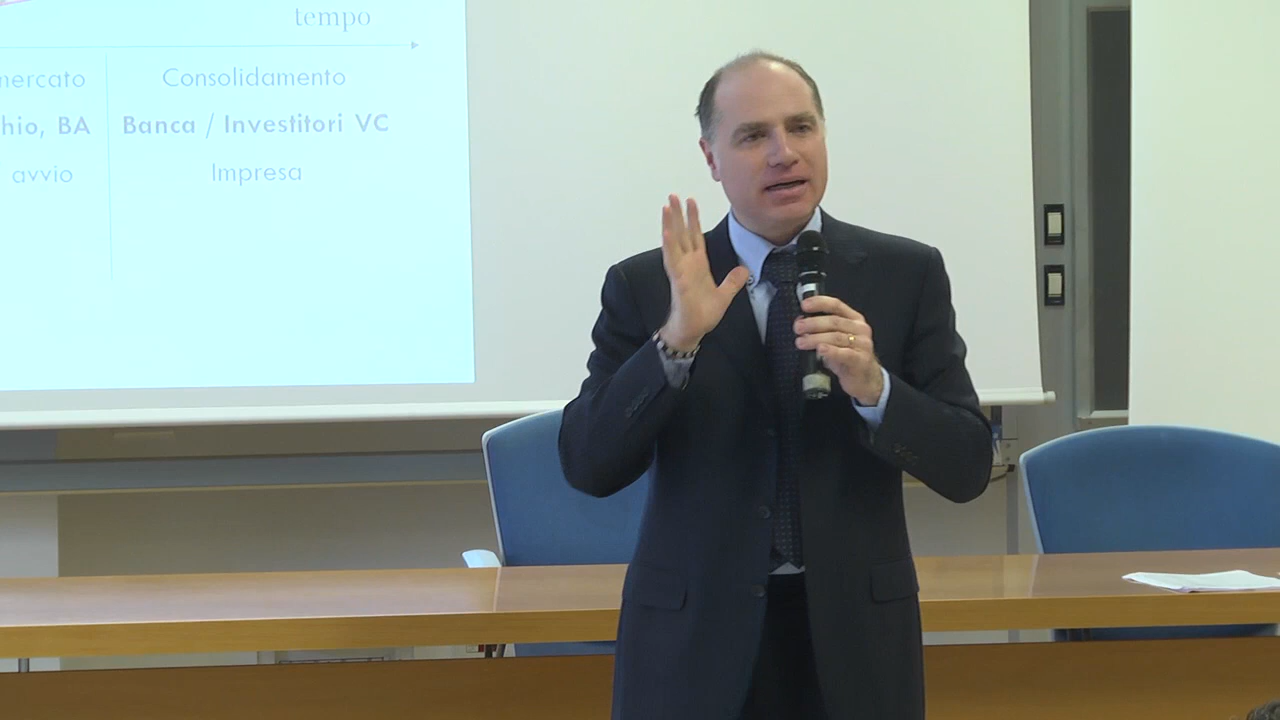 tempo
mercato Consolidamento
hio, BA Banca / Investitori VC
avvio Impresa